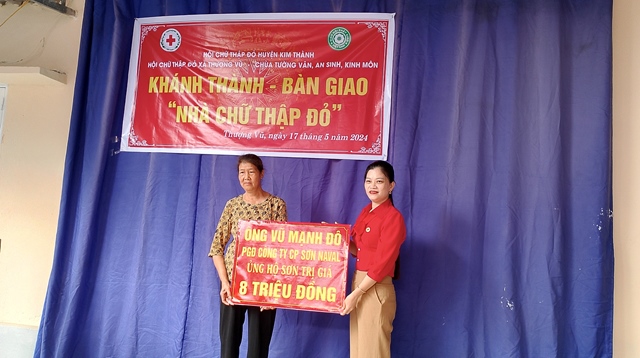 HỘI CHỮ THẬP ĐỎ HUYỆN KIM THÀNH
HỘI CHỮ THẬP ĐỎ XÃ THƯỢNG VŨ - CHÙA TƯỜNG VÂN, AN SINH, KINH MÔN
KHÁNH THÀNH - BÀN GIAO
"NHÀ CHỮ THẬP ĐỎ"
Thượng Vũ, ngày 17 tháng 5 năm 2024
ÔNG VŨ MẠNH ĐÔ
PGĐ CÔNG TY CP SƠN NAVAL
ỦNG HỘ SƠN TRỊ GIÁ
8 TRIỆU ĐỒNG